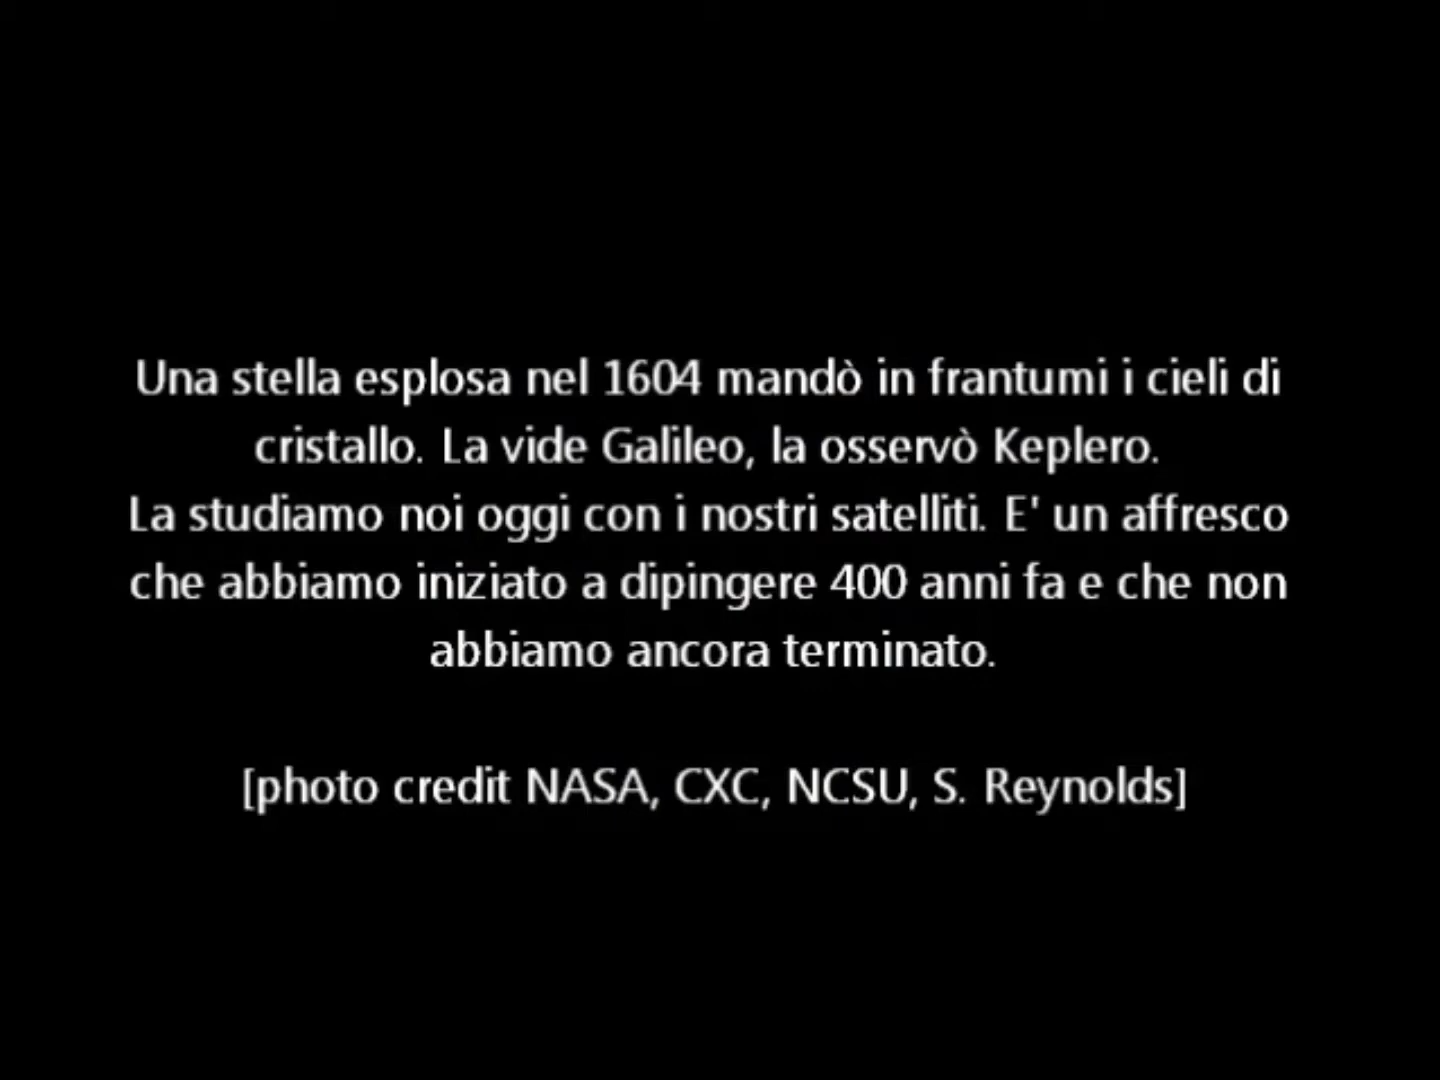 Una stella esplosa nel 1604 mandò in frantumi i cieli di
cristallo. La vide Galileo, la osservò Keplero.
La studiamo noi oggi con i nostri satelliti. E' un affresco
che abbiamo iniziato a dipingere 400 anni fa e che non
abbiamo ancora terminato.
[photo credit NASA, CXC, NCSU, S. Reynolds]